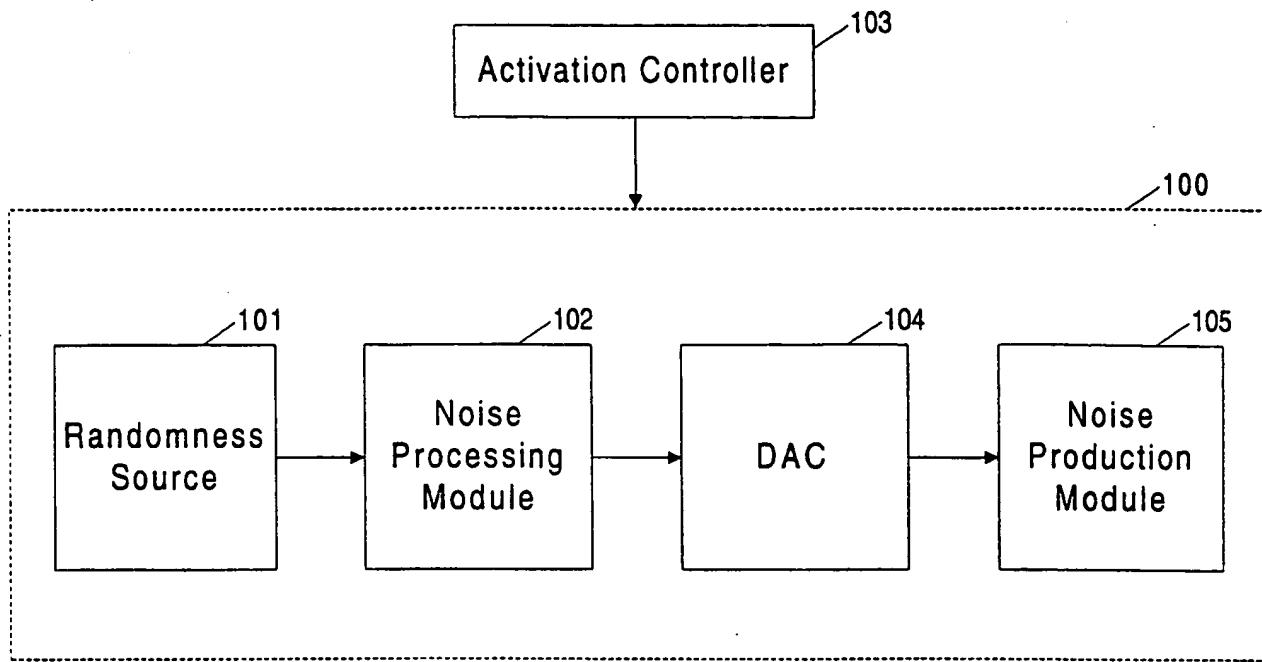 103
Activation Controller
100
101
102
104
105
Randomness
Source
Noise
Processing
Module
DAC
Noise
Production
Module